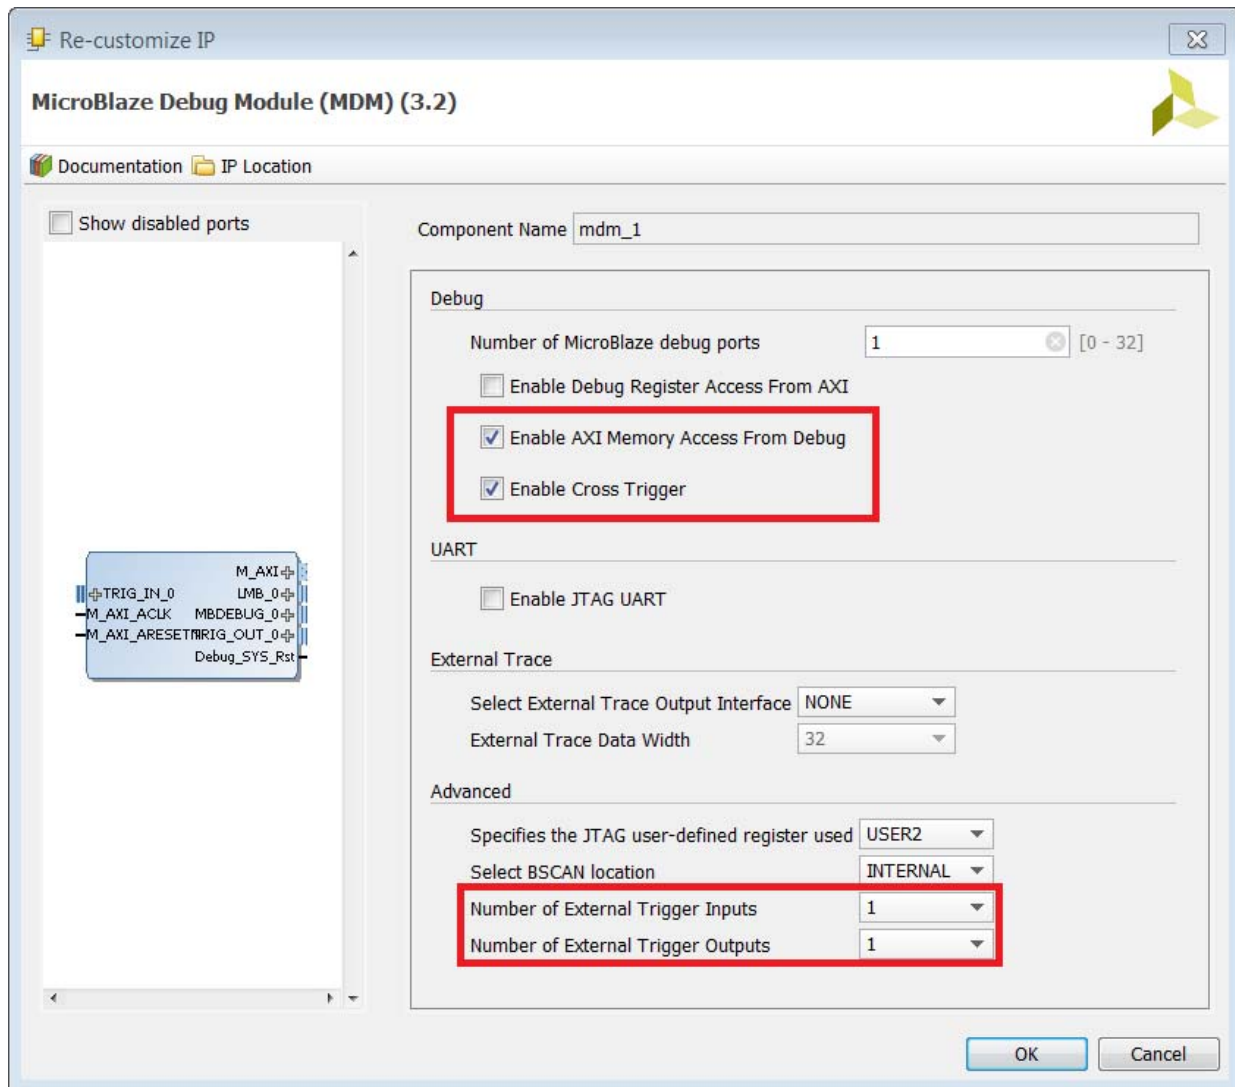 Re-customize IP
MicroBlaze Debug Module (MDM) (3.2)
Documentation IP Location
Show disabled ports
M_AXI
TRIG_IN_0 LMB_0
M_AXI_ACLK MBDEBUG_0
M_AXI_ARESETN TRIG_OUT_0
Debug_SYS_Rst
Component Name mdm_1
Debug
Number of MicroBlaze debug ports 1 [0 - 32]
Enable Debug Register Access From AXI
Enable AXI Memory Access From Debug
Enable Cross Trigger
UART
Enable JTAG UART
External Trace
Select External Trace Output Interface NONE
External Trace Data Width 32
Advanced
Specifies the JTAG user-defined register used USER2
Select BSCAN location INTERNAL
Number of External Trigger Inputs 1
Number of External Trigger Outputs 1
OK Cancel